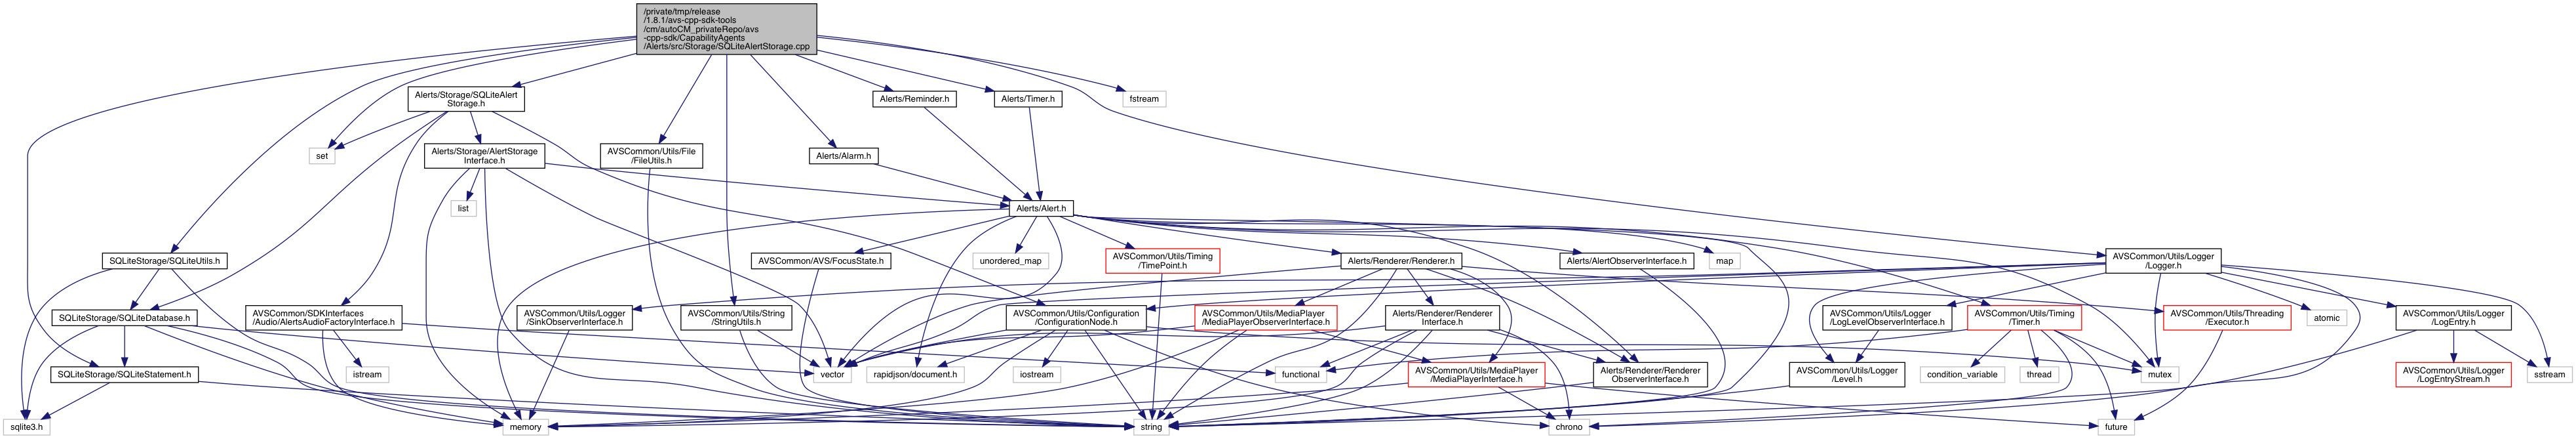 /private/tmp/release
/1.8.1/avs-cpp-sdk-tools
/cm/autoCM_privateRepo/avs
-cpp-sdk/CapabilityAgents
/Alerts/src/Storage/SQLiteAlertStorage.cpp
Alerts/Storage/SQLiteAlert
Storage.h
Alerts/Reminder.h
Alerts/Timer.h
fstream
set
Alerts/Storage/AlertStorage
Interface.h
AVSCommon/Utils/File
/FileUtils.h
Alerts/Alarm.h
list
Alerts/Alert.h
SQLiteStorage/SQLiteUtils.h
AVSCommon/AVS/FocusState.h
unordered_map
AVSCommon/Utils/Timing
/TimePoint.h
Alerts/Renderer/Renderer.h
Alerts/AlertObserverInterface.h
map
AVSCommon/Utils/Logger
/Logger.h
SQLiteStorage/SQLiteDatabase.h
AVSCommon/SDKInterfaces
/Audio/AlertsAudioFactoryInterface.h
AVSCommon/Utils/Logger
/SinkObserverInterface.h
AVSCommon/Utils/String
/StringUtils.h
AVSCommon/Utils/Configuration
/ConfigurationNode.h
AVSCommon/Utils/MediaPlayer
/MediaPlayerObserverInterface.h
Alerts/Renderer/Renderer
Interface.h
AVSCommon/Utils/Logger
/LogLevelObserverInterface.h
AVSCommon/Utils/Timing
/Timer.h
AVSCommon/Utils/Threading
/Executor.h
atomic
AVSCommon/Utils/Logger
/LogEntry.h
SQLiteStorage/SQLiteStatement.h
istream
vector
rapidjson/document.h
iostream
functional
AVSCommon/Utils/MediaPlayer
/MediaPlayerInterface.h
Alerts/Renderer/Renderer
ObserverInterface.h
AVSCommon/Utils/Logger
/Level.h
condition_variable
thread
mutex
AVSCommon/Utils/Logger
/LogEntryStream.h
sstream
sqlite3.h
memory
string
chrono
future